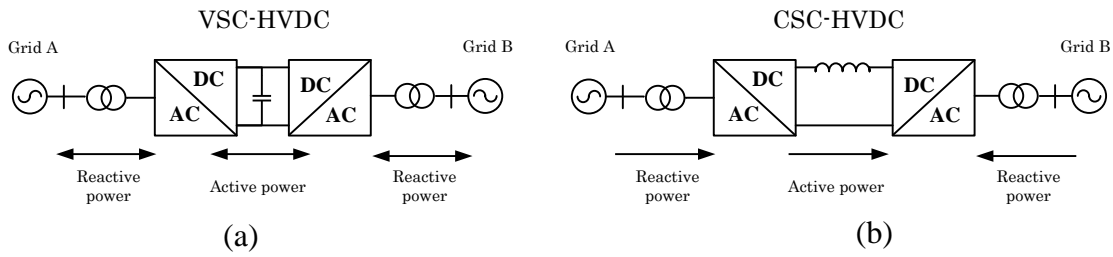 VSC-HVDC
Grid A
Grid B
DC
AC
DC
AC
Reactive
power
Active power
Reactive
power
(a)
CSC-HVDC
Grid A
Grid B
DC
AC
DC
AC
Reactive
power
Active power
Reactive
power
(b)